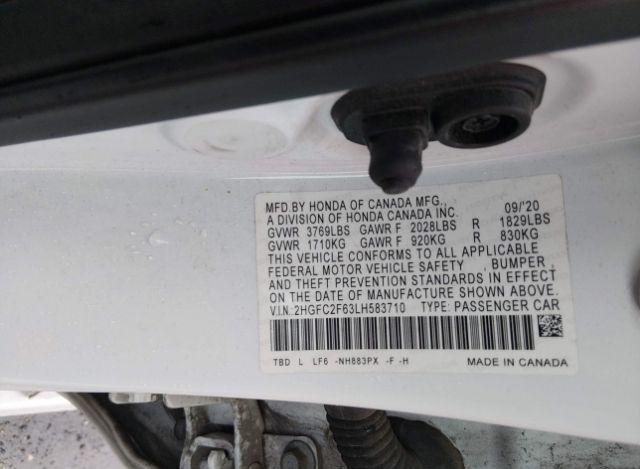 MFD.BY HONDA OF CANADA MFG., 09/'20
A DIVISION OF HONDA CANADA INC.
GVWR 3769LBS GAWR F 2028LBS R 1829LBS
GVWR 1710KG GAWR F 920KG R 830KG
THIS VEHICLE CONFORMS TO ALL APPLICABLE
FEDERAL MOTOR VEHICLE SAFETY , BUMPER ,
AND THEFT PREVENTION STANDARDS IN EFFECT
ON THE DATE OF MANUFACTURE SHOWN ABOVE.
V.I.N:2HGFC2F63LH583710 TYPE: PASSENGER CAR
TBD L LF6 -NH883PX -F -H MADE IN CANADA